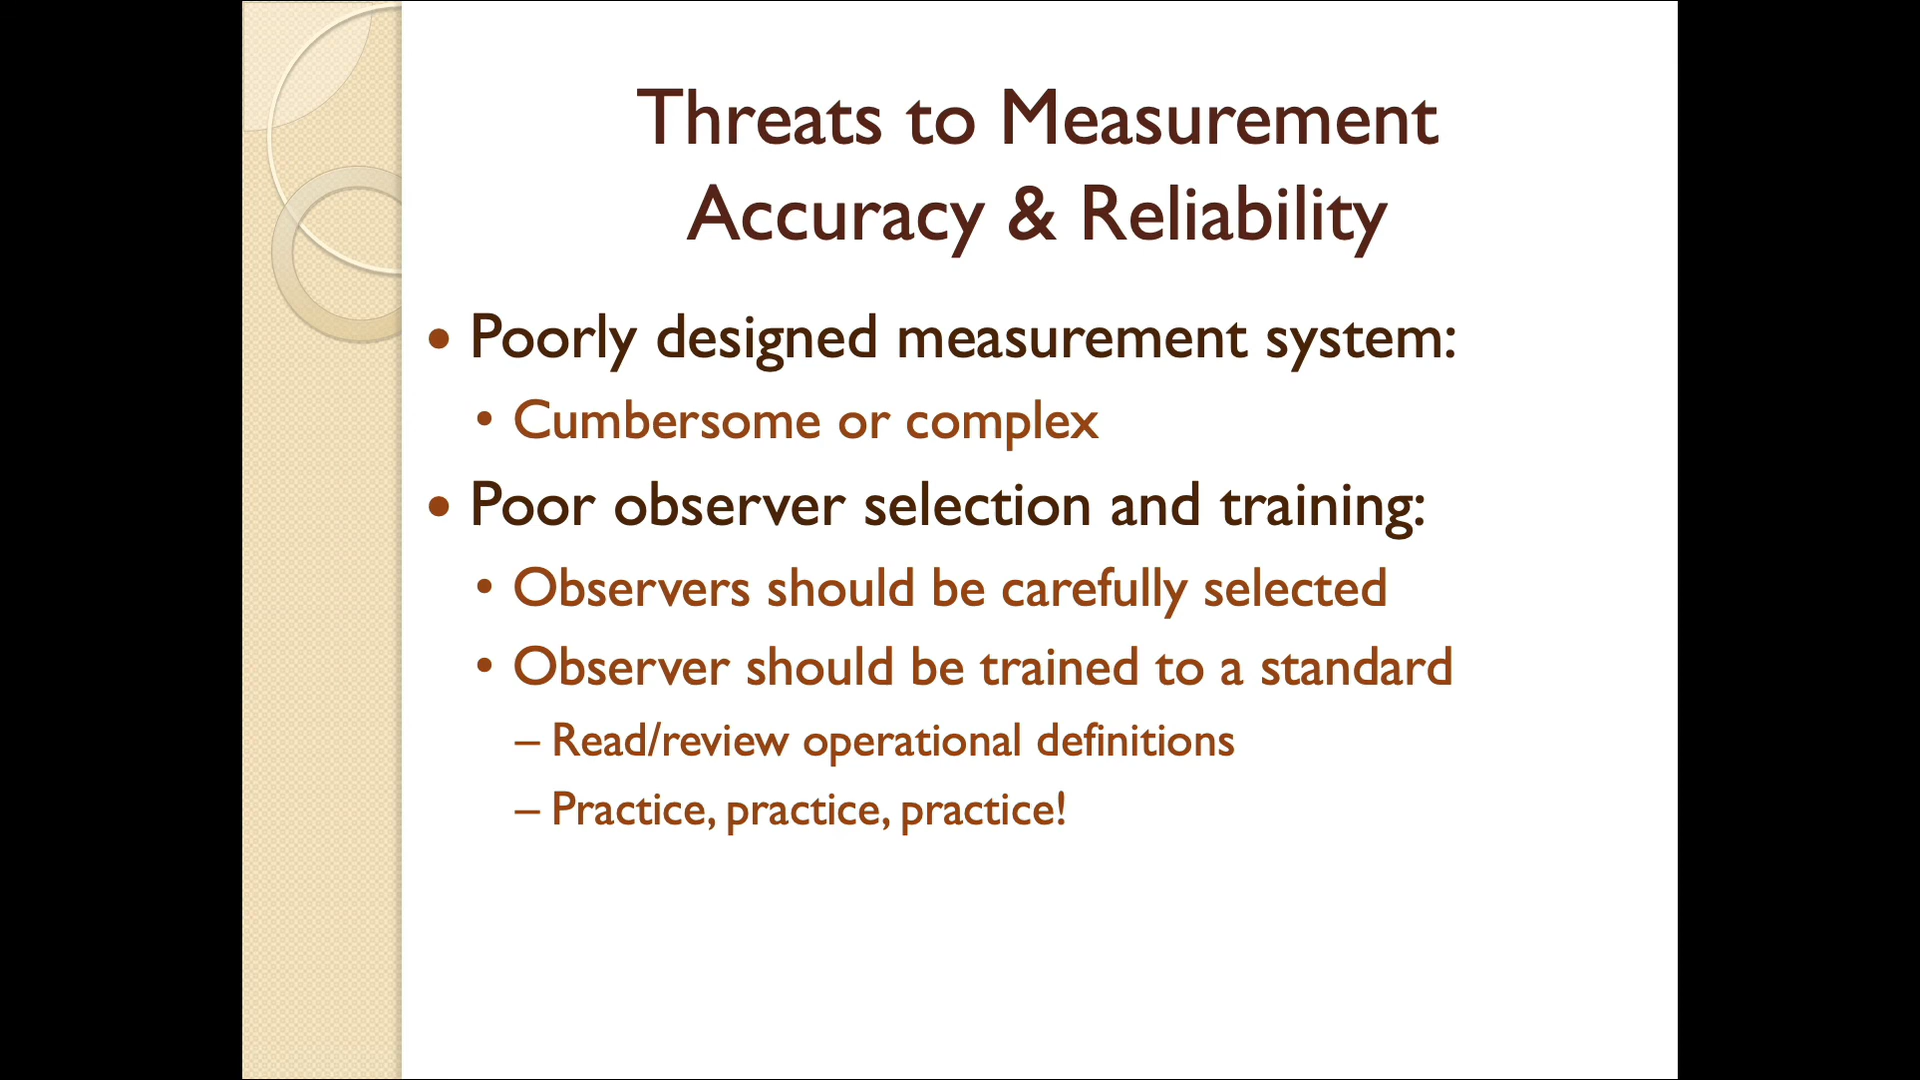 Threats to Measurement
Accuracy & Reliability
• Poorly designed measurement system:
• Cumbersome or complex
• Poor observer selection and training:
• Observers should be carefully selected
• Observer should be trained to a standard
– Read/review operational definitions
– Practice, practice, practice!